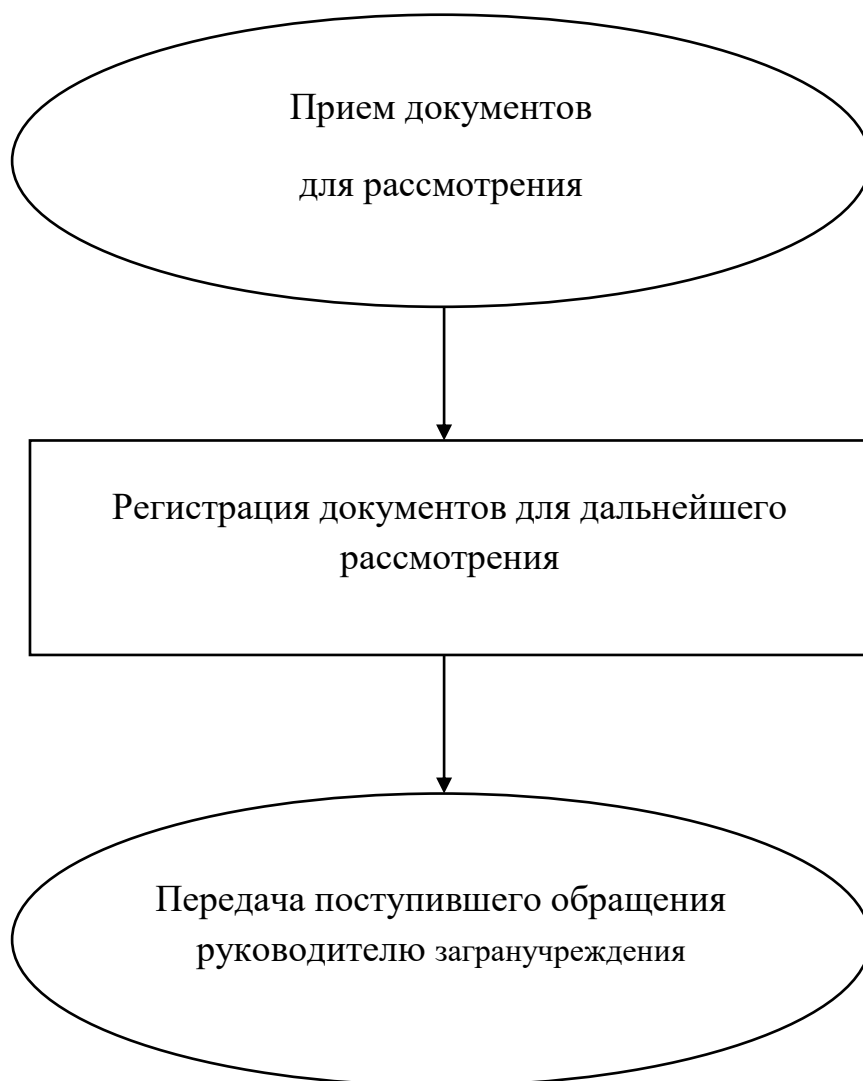 Прием документов
для рассмотрения
Регистрация документов для дальнейшего
рассмотрения
Передача поступившего обращения
руководителю загранучреждения